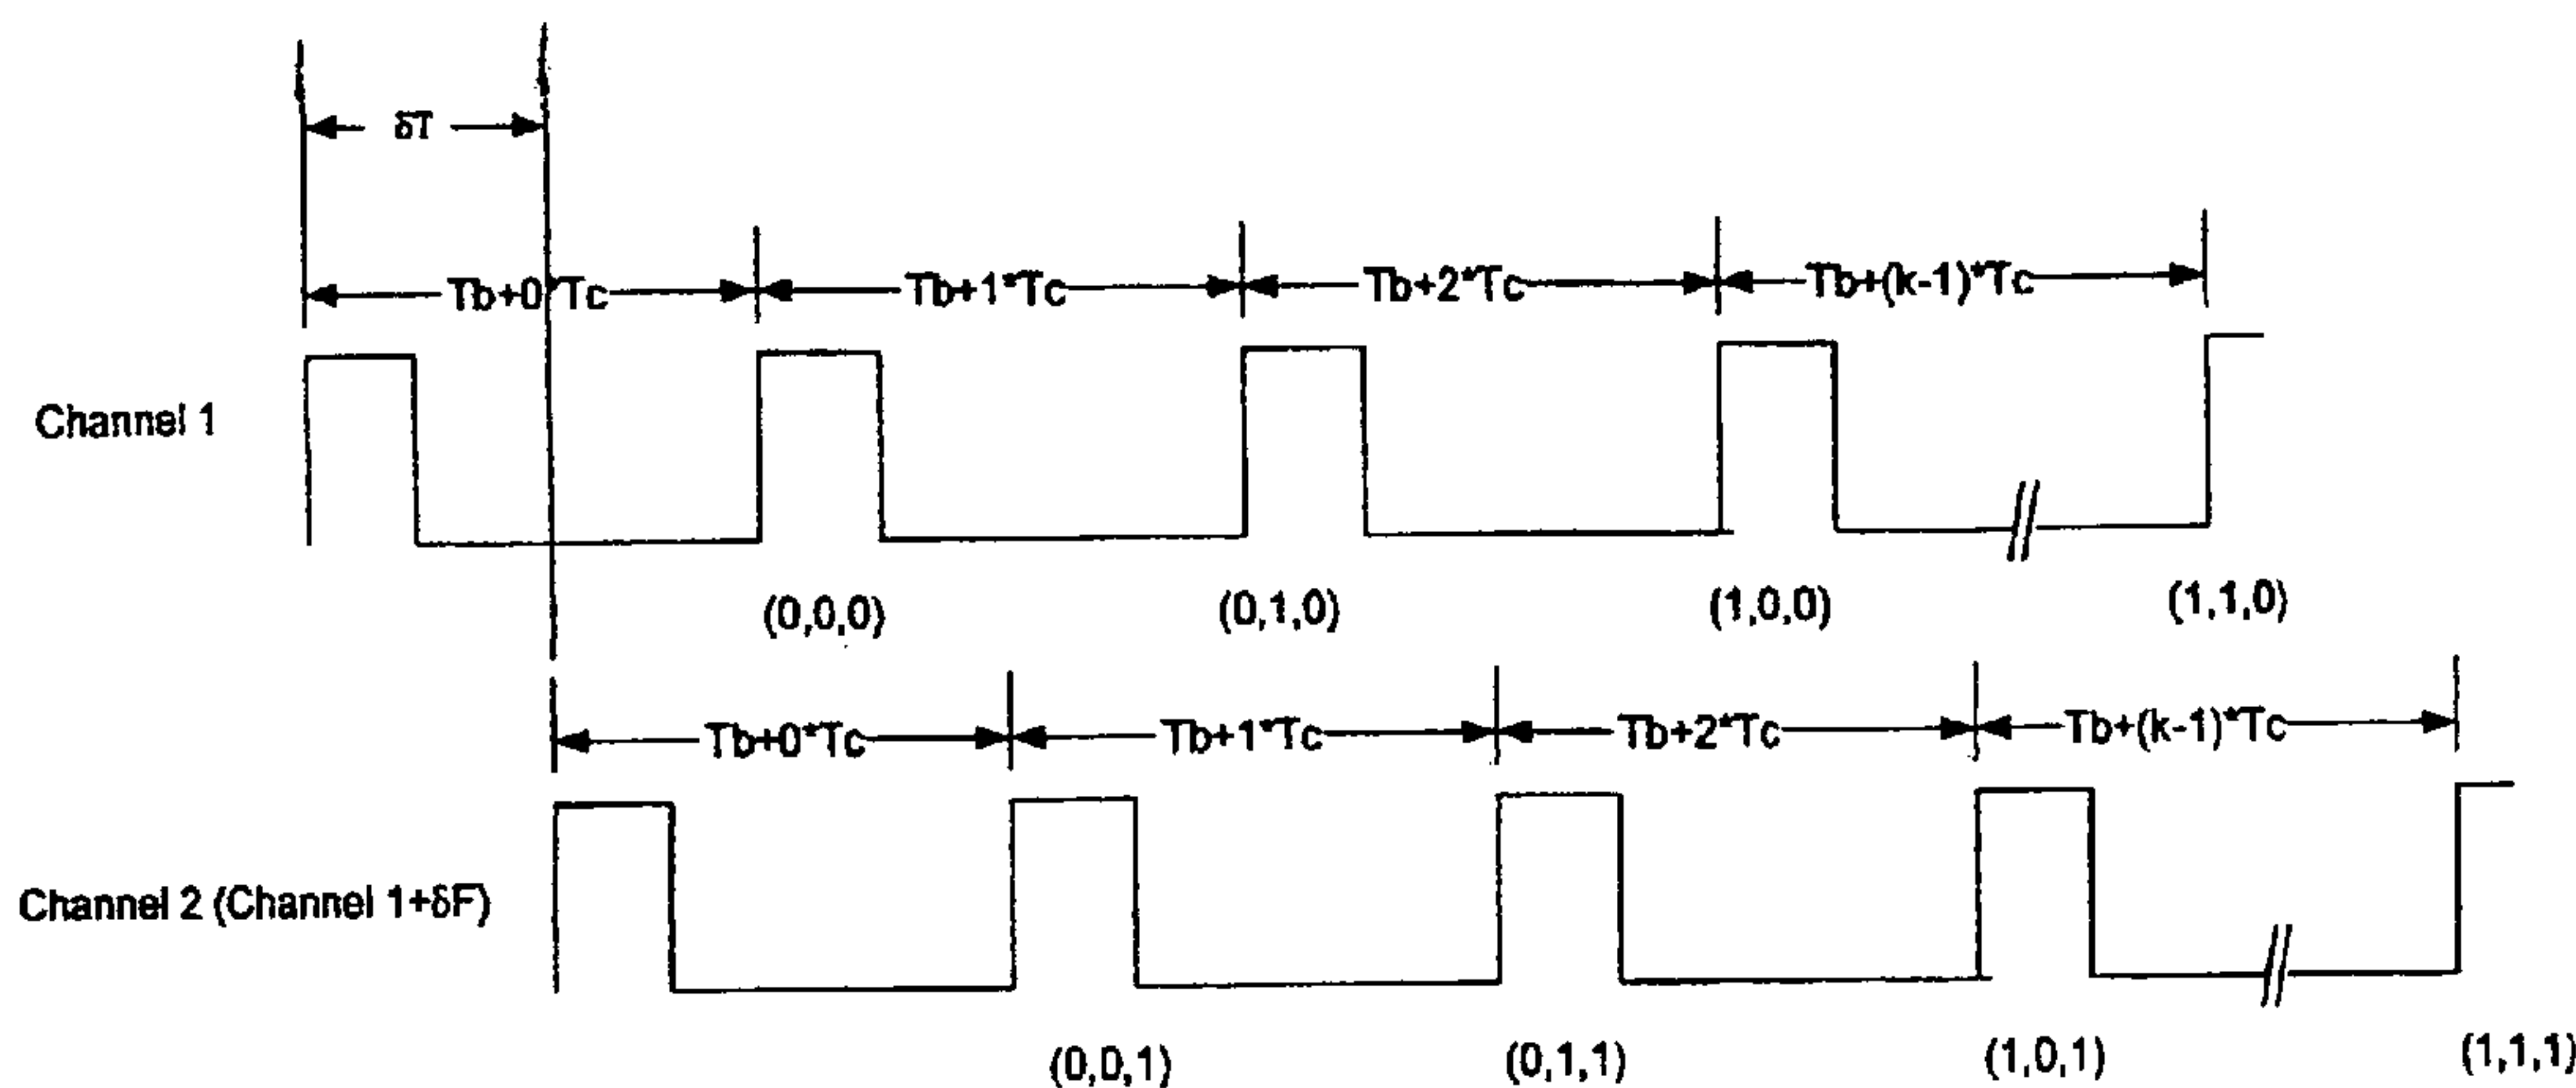 δT
Tb+0*Tc Tb+1*Tc Tb+2*Tc Tb+(k-1)*Tc
Channel 1
(0,0,0) (0,1,0) (1,0,0) (1,1,0)
Tb+0*Tc Tb+1*Tc Tb+2*Tc Tb+(k-1)*Tc
Channel 2 (Channel 1+δF)
(0,0,1) (0,1,1) (1,0,1) (1,1,1)